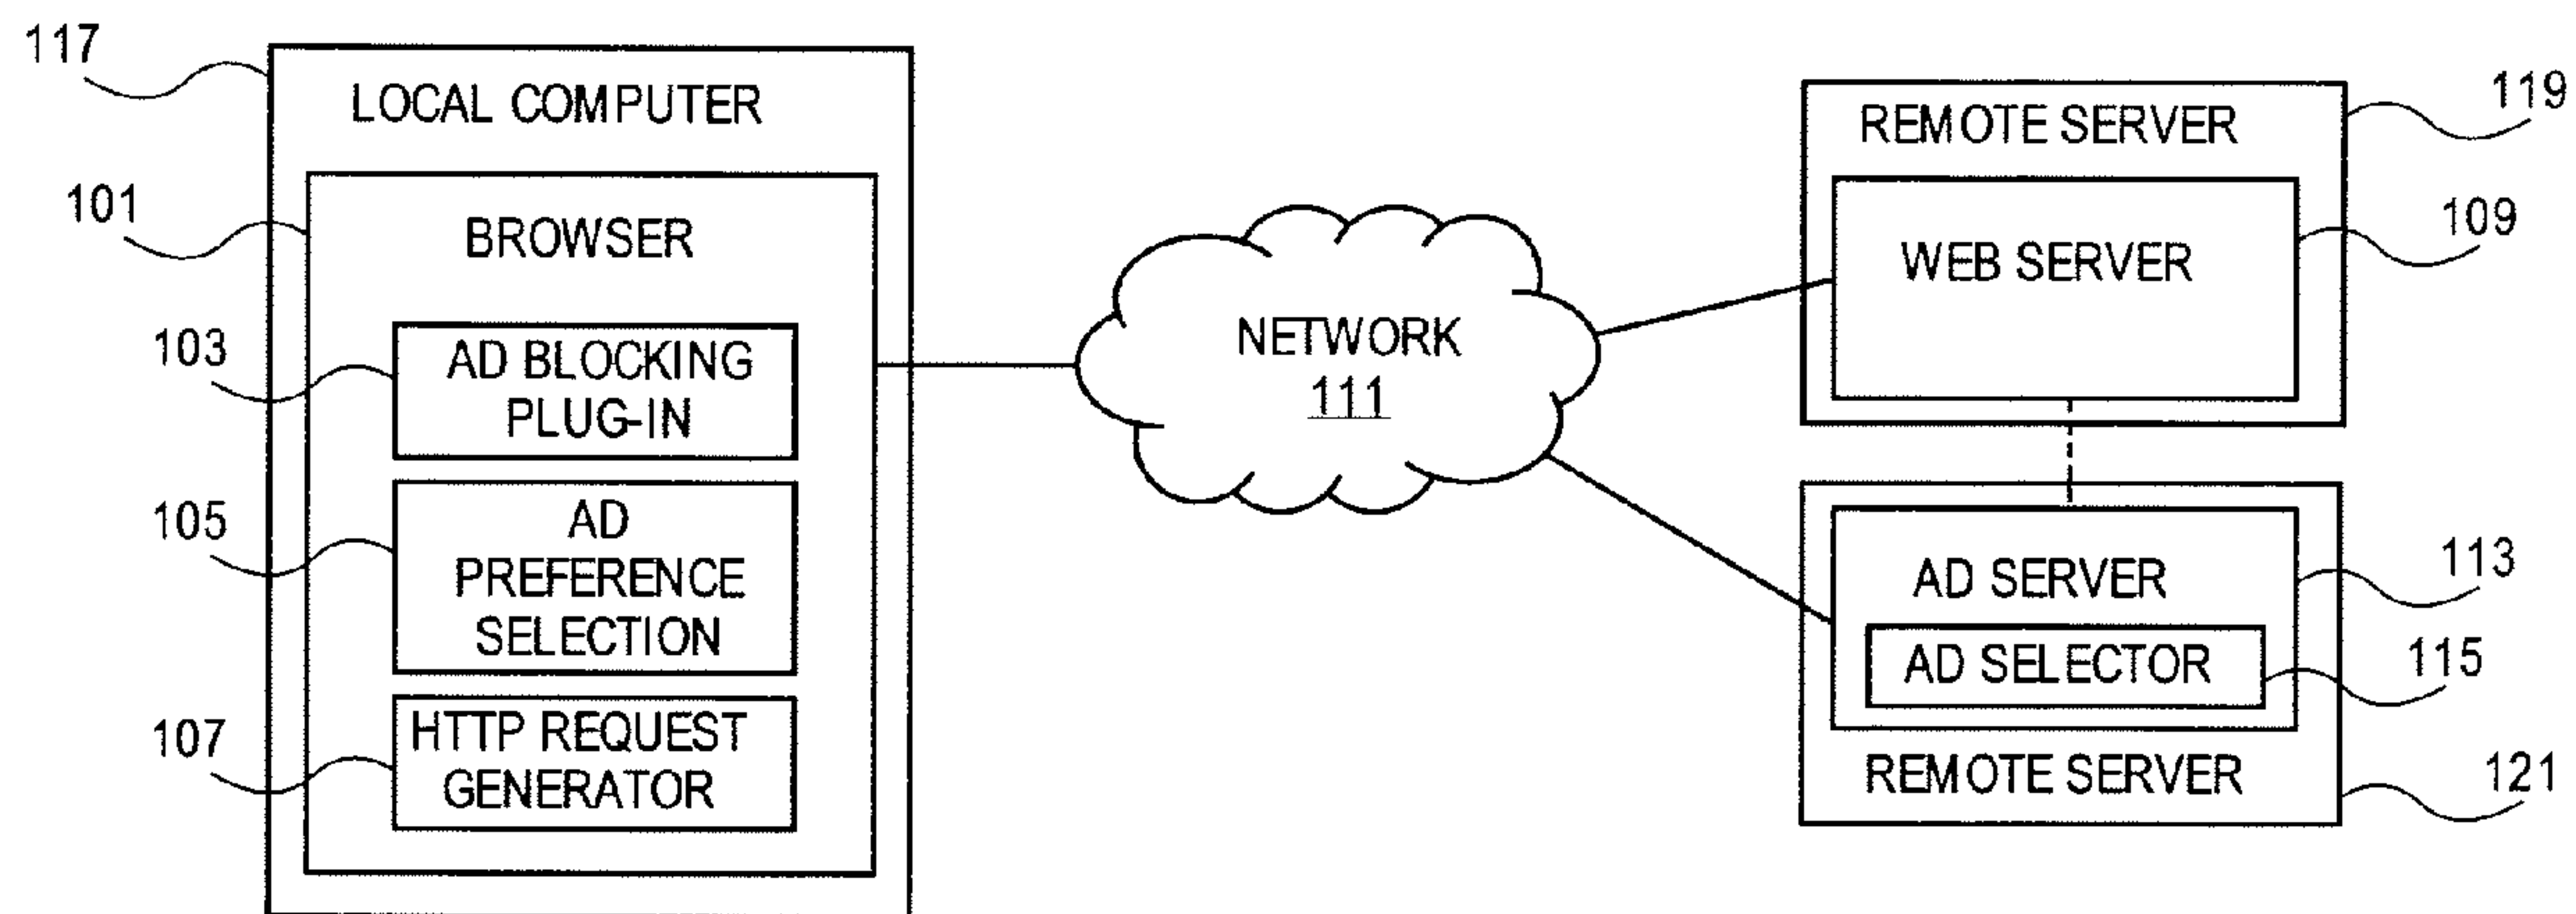 117
LOCAL COMPUTER
101
BROWSER
103
AD BLOCKING
PLUG-IN
105
AD
PREFERENCE
SELECTION
107
HTTP REQUEST
GENERATOR
NETWORK
111
119
REMOTE SERVER
109
WEB SERVER
113
AD SERVER
115
AD SELECTOR
REMOTE SERVER
121